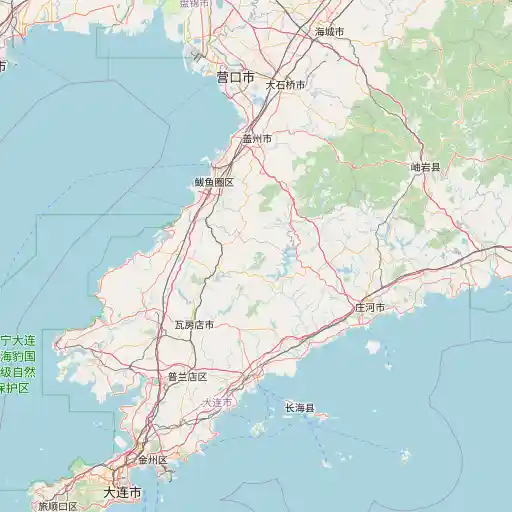 盘锦市
海城市
市
营口市
大石桥市
盖州市
岫岩县
鲅鱼圈区
庄河市
瓦房店市
宁大连
海豹国
级自然
保护区
普兰店区
大连市
长海县
金州区
大连市
旅顺口区